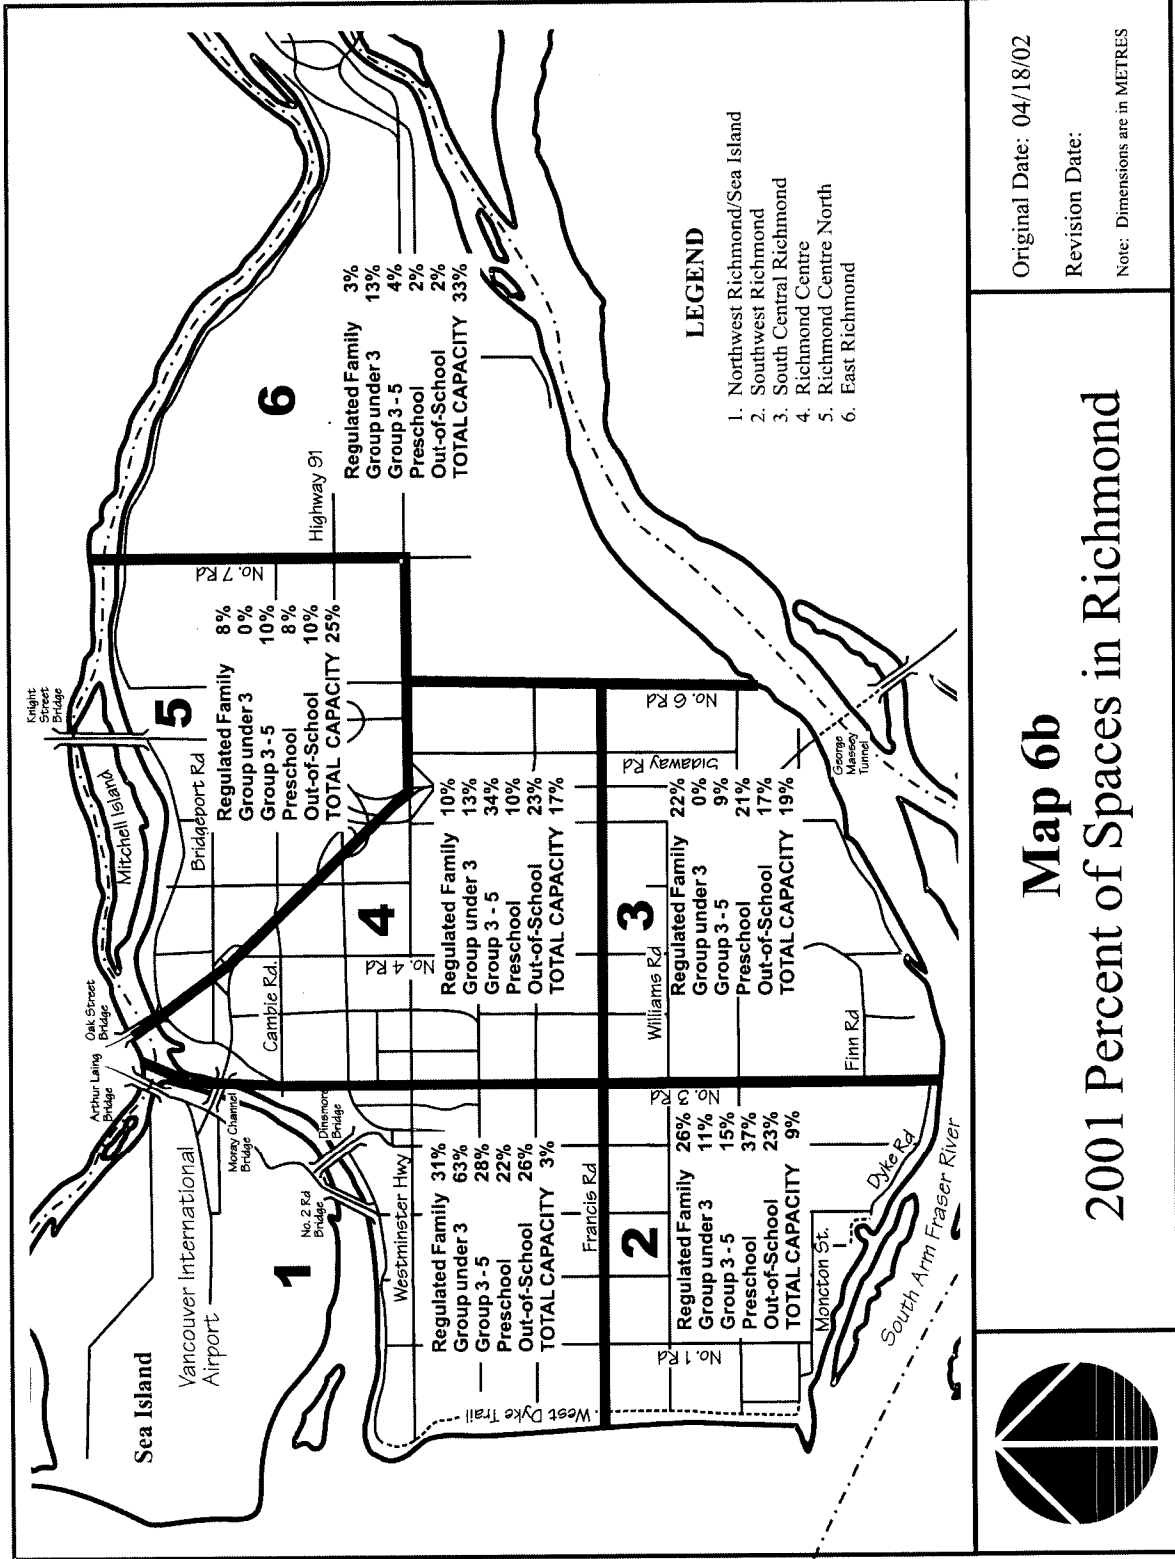 Knight
Street
Bridge
Oak Street
Bridge
Arthur Laing
Bridge
Moray Channel
Bridge
Dinsmore
Bridge
No. 2 Rd
Bridge
Mitchell Island
Bridgeport Rd
Cambie Rd.
No. 4 Rd
No. 7 Rd
Highway 91
Sea Island
Vancouver International
Airport
Westminster Hwy
West Dyke Trail
Francis Rd
No. 1 Rd
No. 3 Rd
Williams Rd
Finn Rd
Sidaway Rd
No. 6 Rd
George
Massey
Tunnel
Moncton St.
Dyke Rd
South Arm Fraser River
1
Regulated Family 31%
Group under 3 63%
Group 3 - 5 28%
Preschool 22%
Out-of-School 26%
TOTAL CAPACITY 3%
2
Regulated Family 26%
Group under 3 11%
Group 3 - 5 15%
Preschool 37%
Out-of-School 23%
TOTAL CAPACITY 9%
3
Regulated Family 22%
Group under 3 0%
Group 3 - 5 9%
Preschool 21%
Out-of-School 17%
TOTAL CAPACITY 19%
4
Regulated Family 10%
Group under 3 13%
Group 3 - 5 34%
Preschool 10%
Out-of-School 23%
TOTAL CAPACITY 17%
5
Regulated Family 8%
Group under 3 0%
Group 3 - 5 10%
Preschool 8%
Out-of-School 10%
TOTAL CAPACITY 25%
6
Regulated Family 3%
Group under 3 13%
Group 3 - 5 4%
Preschool 2%
Out-of-School 2%
TOTAL CAPACITY 33%
LEGEND
1. Northwest Richmond/Sea Island
2. Southwest Richmond
3. South Central Richmond
4. Richmond Centre
5. Richmond Centre North
6. East Richmond
Map 6b
2001 Percent of Spaces in Richmond
Original Date: 04/18/02
Revision Date:
Note: Dimensions are in METRES